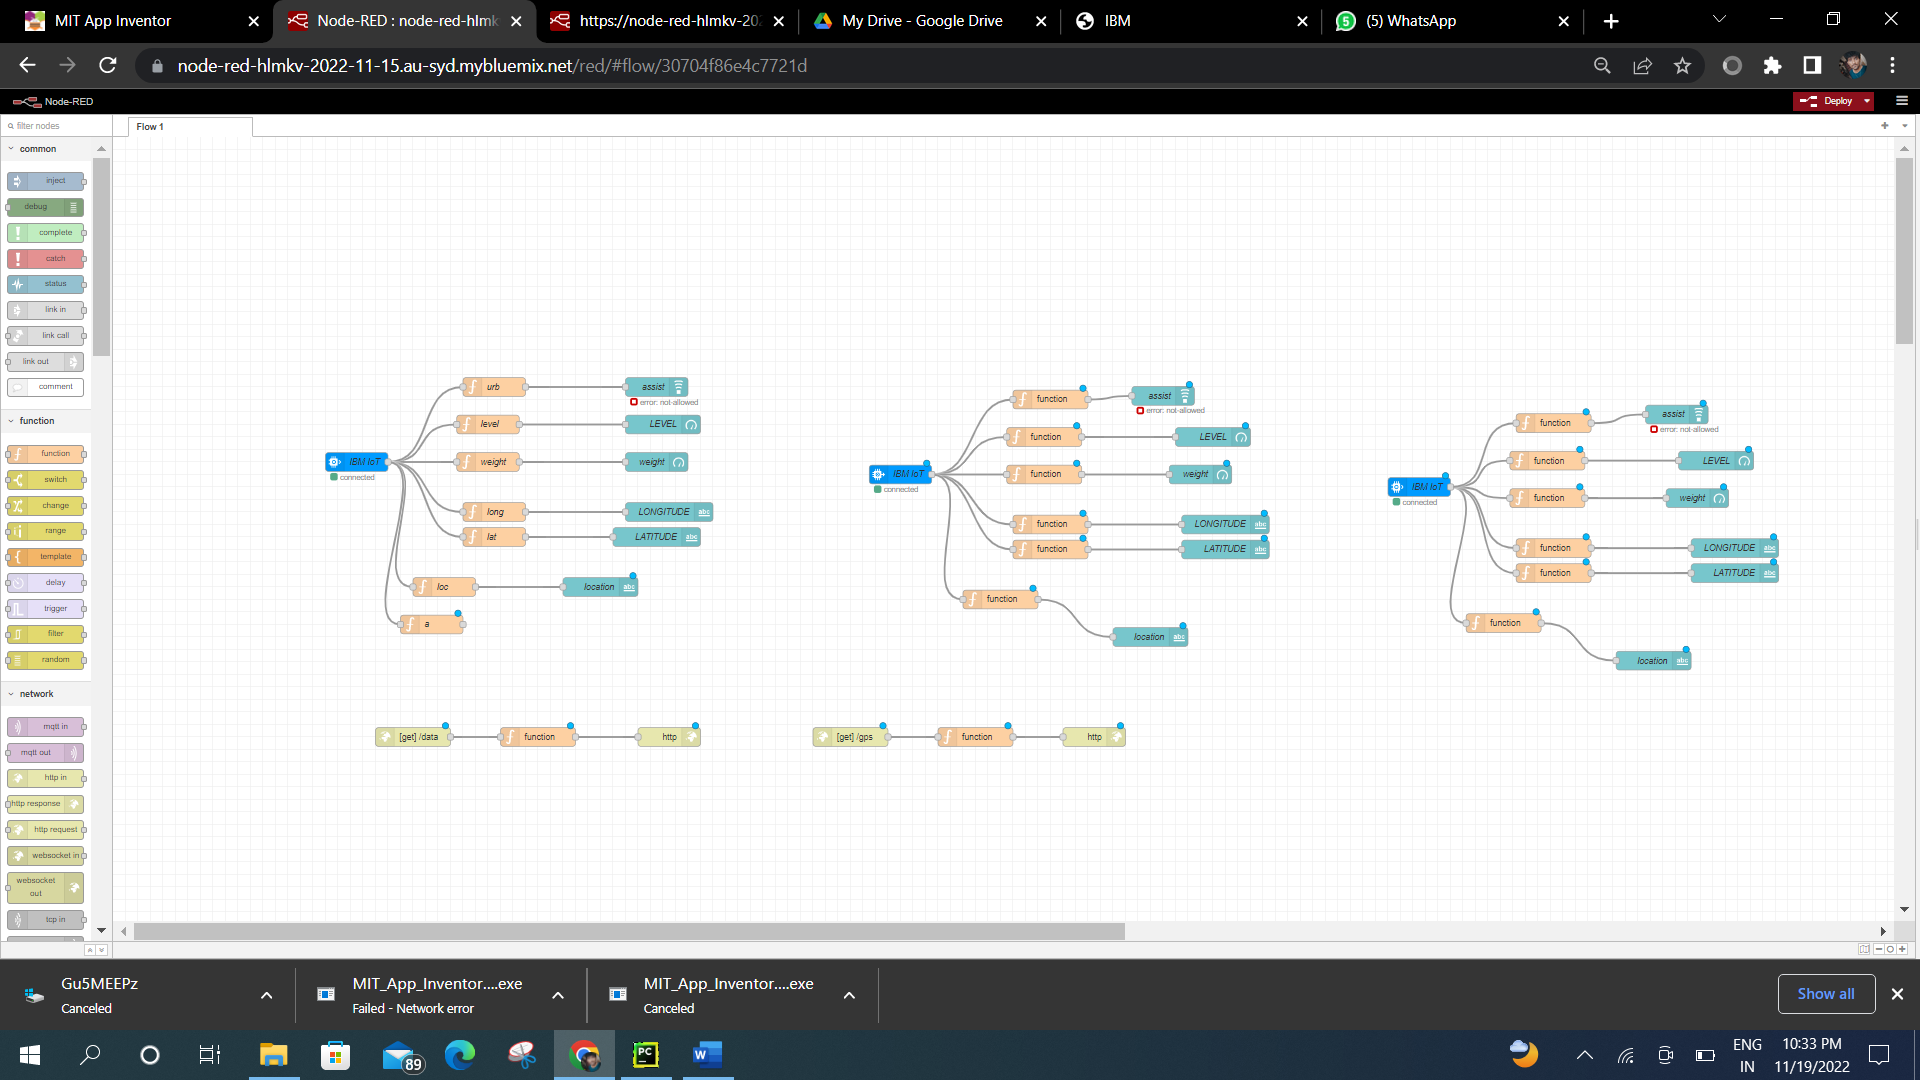 MIT App Inventor
Node-RED : node-red-hlmk
https://node-red-hlmkv-20
My Drive - Google Drive
IBM
(5) WhatsApp
node-red-hlmkv-2022-11-15.au-syd.mybluemix.net/red/#flow/30704f86e4c7721d
Node-RED
Deploy
filter nodes
Flow 1
common
inject
debug
complete
catch
status
link in
link call
link out
comment
function
function
switch
change
range
template
delay
trigger
filter
random
network
mqtt in
mqtt out
http in
http response
http request
websocket in
websocket
out
tcp in
urb
assist
error: not-allowed
level
LEVEL
IBM IoT
connected
weight
weight
long
LONGITUDE
lat
LATITUDE
loc
location
a
function
assist
error: not-allowed
function
LEVEL
IBM IoT
connected
function
weight
function
LONGITUDE
function
LATITUDE
function
location
function
assist
error: not-allowed
function
LEVEL
IBM IoT
connected
function
weight
function
LONGITUDE
function
LATITUDE
function
location
[get] /data
function
http
[get] /gps
function
http
Gu5MEEPz
Canceled
MIT_App_Inventor....exe
Failed - Network error
MIT_App_Inventor....exe
Canceled
Show all
89
PC
W
ENG
IN
10:33 PM
11/19/2022